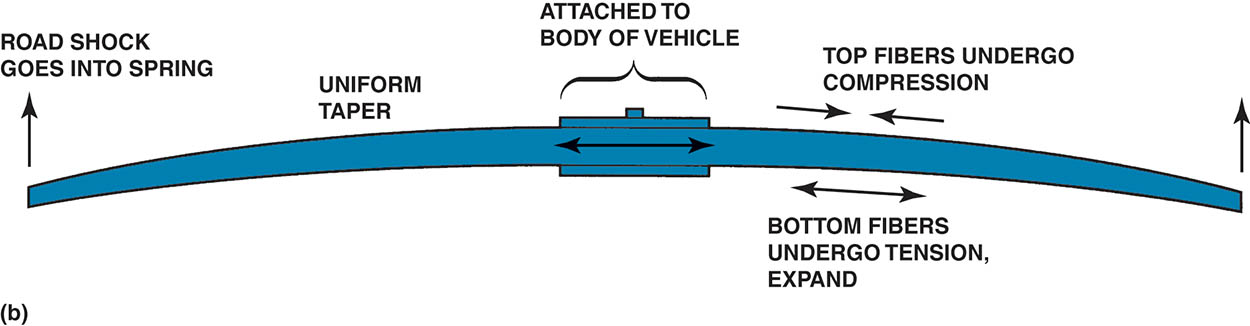 ROAD SHOCK
GOES INTO SPRING
UNIFORM
TAPER
ATTACHED TO
BODY OF VEHICLE
TOP FIBERS UNDERGO
COMPRESSION
BOTTOM FIBERS
UNDERGO TENSION,
EXPAND
(b)